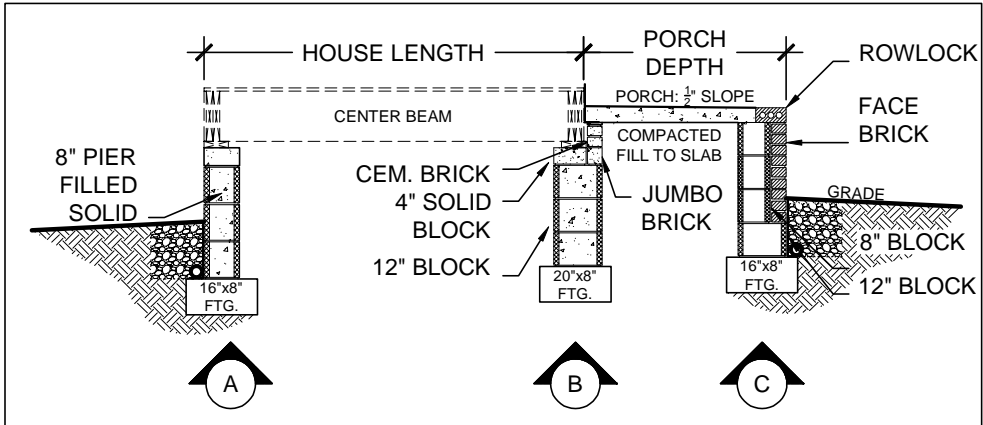 HOUSE LENGTH
PORCH
DEPTH
ROWLOCK
PORCH: 1/2" SLOPE
CENTER BEAM
FACE
BRICK
COMPACTED
FILL TO SLAB
8" PIER
FILLED
SOLID
CEM. BRICK
4" SOLID
BLOCK
JUMBO
BRICK
GRADE
12" BLOCK
8" BLOCK
12" BLOCK
16"x8"
FTG.
20"x8"
FTG.
16"x8"
FTG.
A
B
C